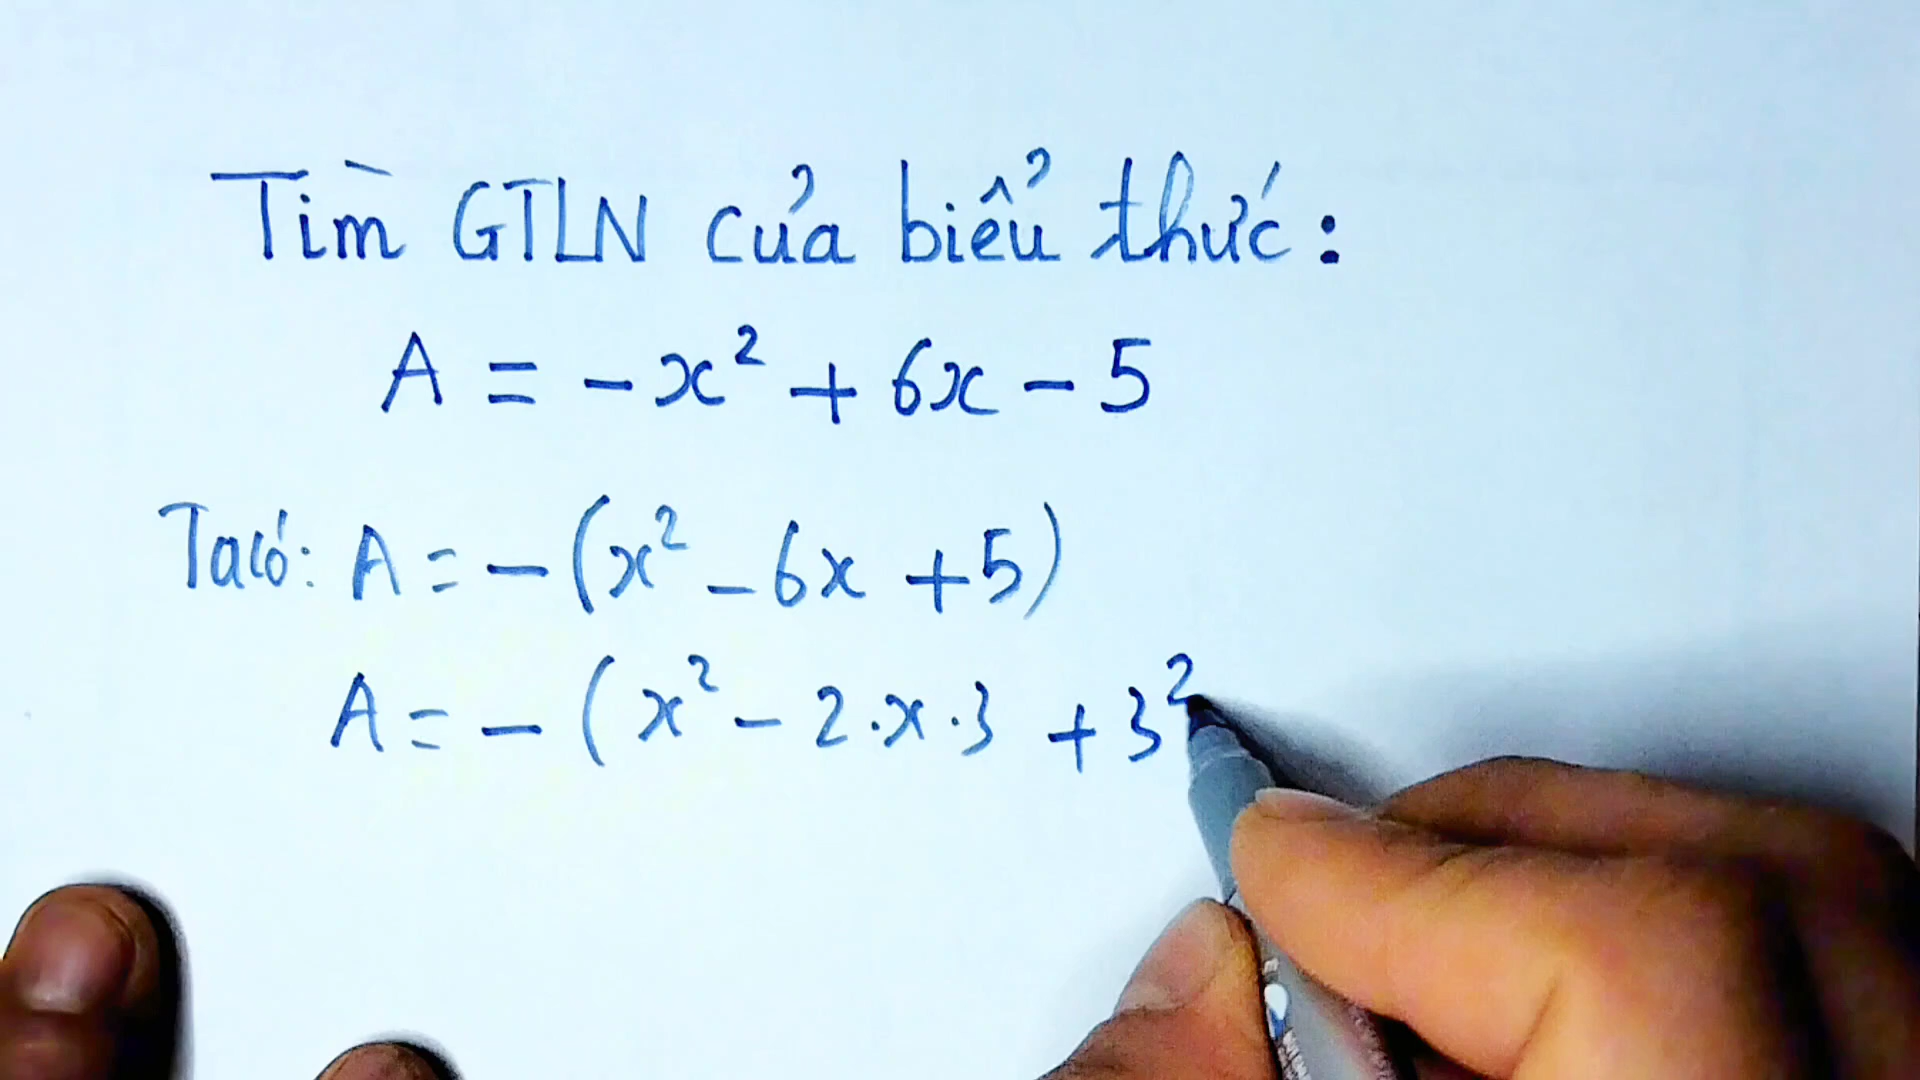 Tìm GTLN của biểu thức:
A = -x² + 6x - 5
Ta có: A = - (x² - 6x + 5)
A = - (x² - 2.x.3 + 3²